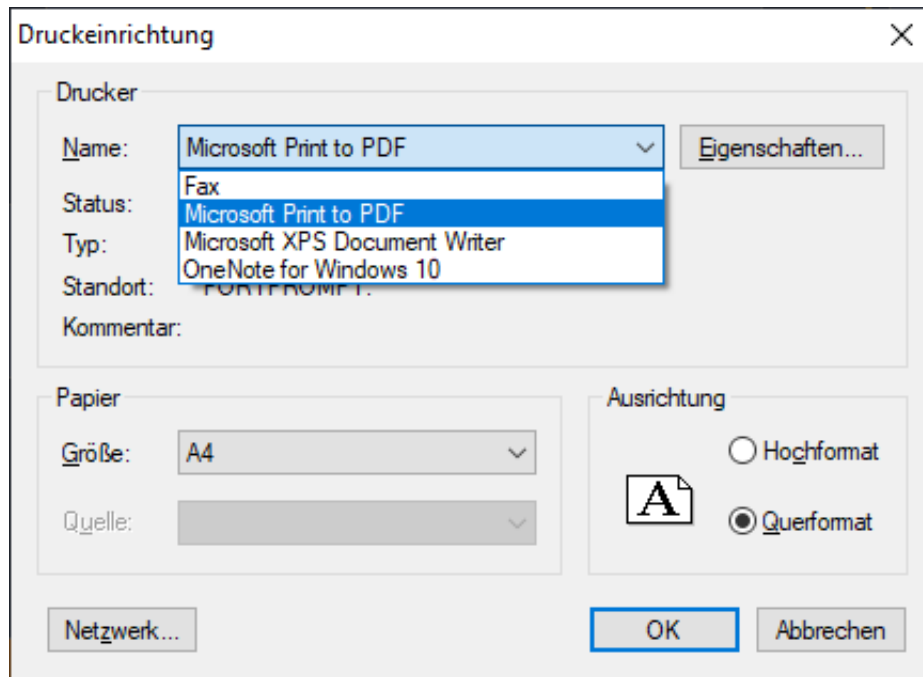 Druckeinrichtung
Drucker
Name: Microsoft Print to PDF Eigenschaften...
Fax
Status:
Microsoft Print to PDF
Typ: Microsoft XPS Document Writer
OneNote for Windows 10
Standort: PORTPROMPT:
Kommentar:
Papier
Größe: A4
Quelle:
Ausrichtung
Hochformat
A
Querformat
Netzwerk... OK Abbrechen